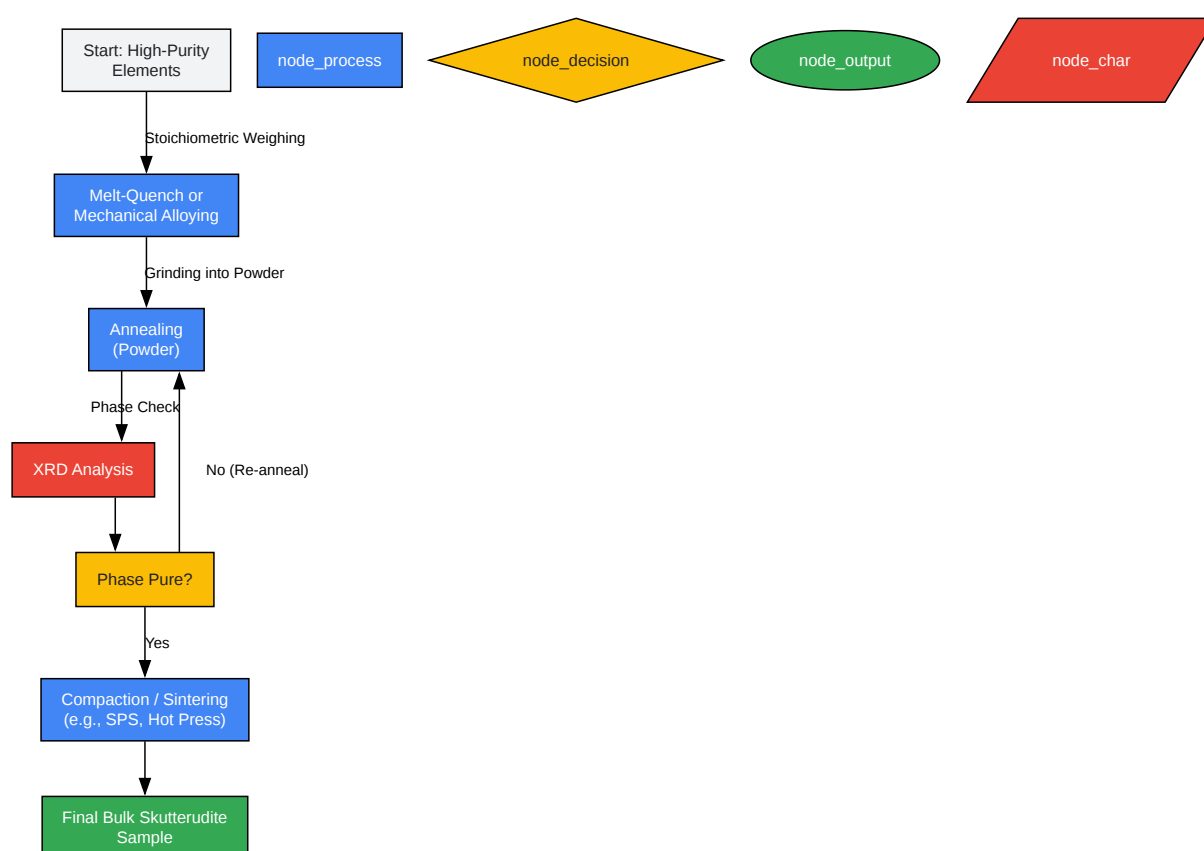 Start: High-Purity
Elements
node_process
node_decision
node_output
node_char
Stoichiometric Weighing
Melt-Quench or
Mechanical Alloying
Grinding into Powder
Annealing
(Powder)
Phase Check
XRD Analysis
No (Re-anneal)
Phase Pure?
Yes
Compaction / Sintering
(e.g., SPS, Hot Press)
Final Bulk Skutterudite
Sample